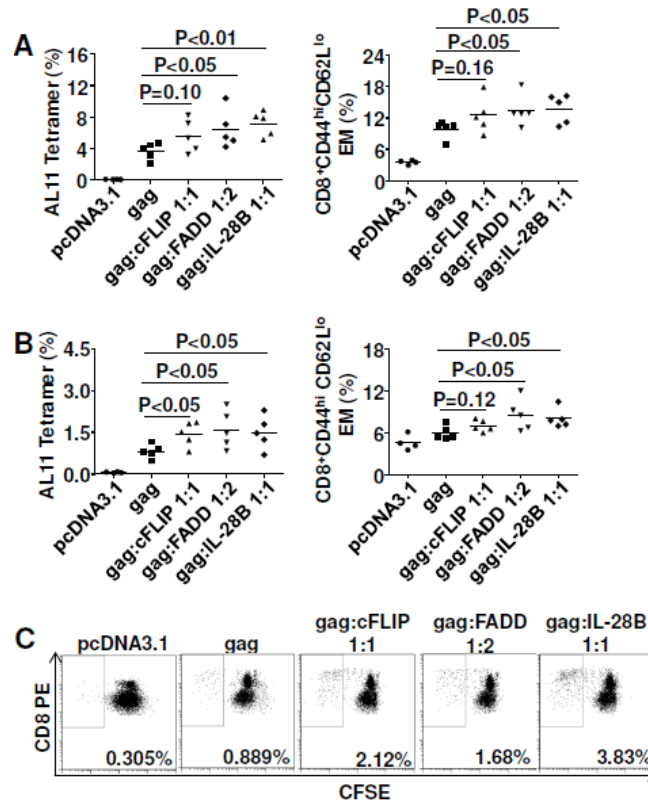 A
AL11 Tetramer (%)
16
12
8
4
0
P<0.01
P<0.05
P=0.10
pcDNA3.1
gag
gag:cFLIP 1:1
gag:FADD 1:2
gag:IL-28B 1:1
CD8+CD44hiCD62Llo
EM (%)
24
18
12
6
0
P<0.05
P<0.05
P=0.16
pcDNA3.1
gag
gag:cFLIP 1:1
gag:FADD 1:2
gag:IL-28B 1:1
B
AL11 Tetramer (%)
4.5
3.0
1.5
0.0
P<0.05
P<0.05
P<0.05
pcDNA3.1
gag
gag:cFLIP 1:1
gag:FADD 1:2
gag:IL-28B 1:1
CD8+CD44hi CD62Llo
EM (%)
18
12
6
0
P<0.05
P<0.05
P=0.12
pcDNA3.1
gag
gag:cFLIP 1:1
gag:FADD 1:2
gag:IL-28B 1:1
C
pcDNA3.1
gag
gag:cFLIP
1:1
gag:FADD
1:2
gag:IL-28B
1:1
CD8 PE
0.305%
0.889%
2.12%
1.68%
3.83%
CFSE